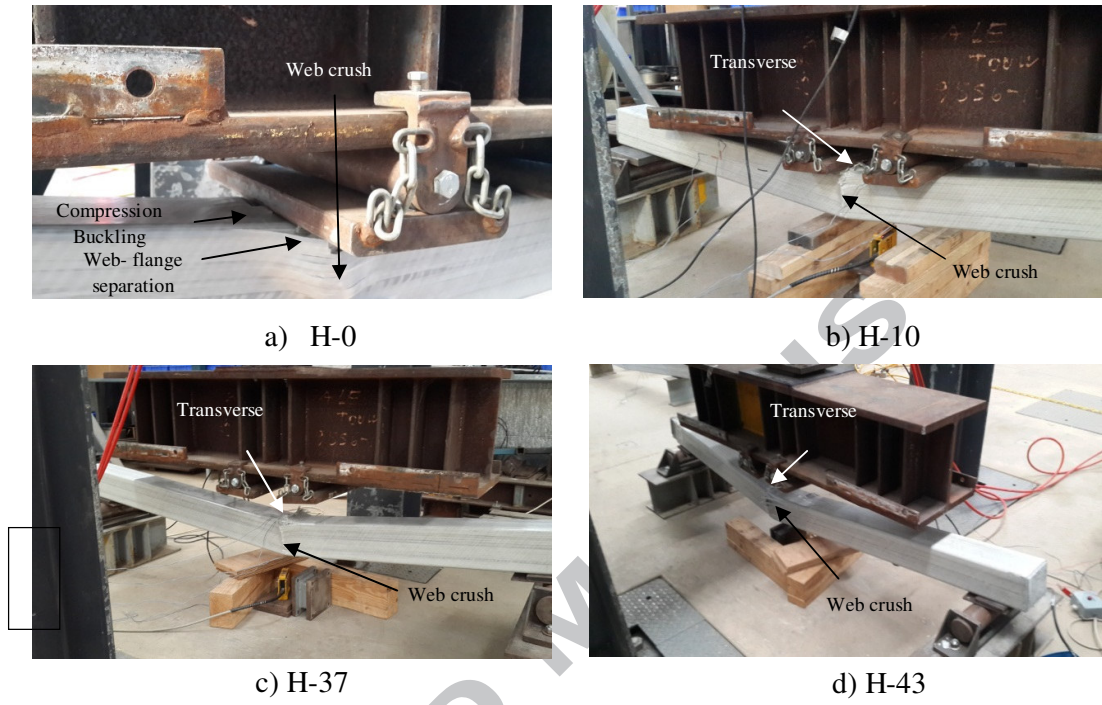 Web crush
Compression
Buckling
Web- flange
separation
a) H-0
Transverse
Web crush
b) H-10
Transverse
Web crush
c) H-37
Transverse
Web crush
d) H-43